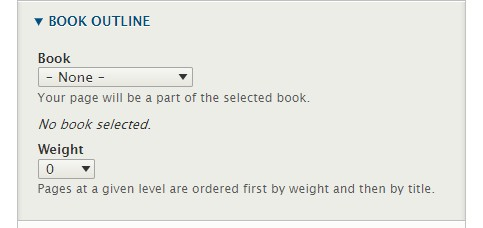 BOOK OUTLINE
Book
- None -
Your page will be a part of the selected book.
No book selected.
Weight
0
Pages at a given level are ordered first by weight and then by title.